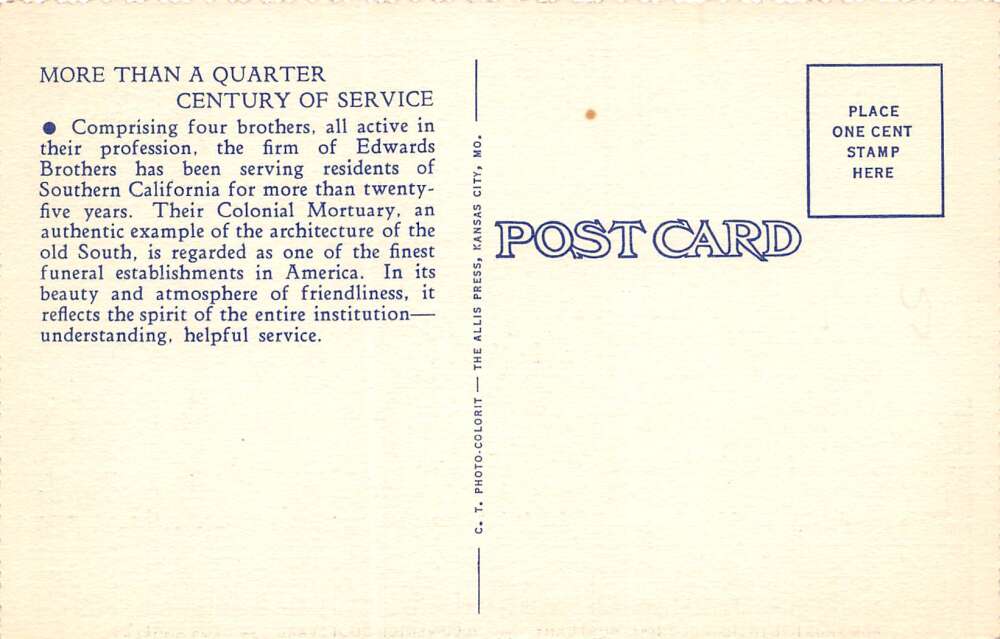 MORE THAN A QUARTER
CENTURY OF SERVICE
● Comprising four brothers, all active in
their profession, the firm of Edwards
Brothers has been serving residents of
Southern California for more than twenty-
five years. Their Colonial Mortuary, an
authentic example of the architecture of the
old South, is regarded as one of the finest
funeral establishments in America. In its
beauty and atmosphere of friendliness, it
reflects the spirit of the entire institution—
understanding, helpful service.
C. T. PHOTO-COLORIT — THE ALLIS PRESS, KANSAS CITY, MO.
POST CARD
PLACE
ONE CENT
STAMP
HERE